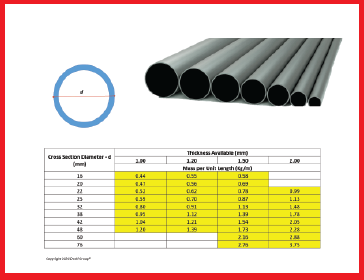 d
Thickness Available (mm)
Cross Section Diameter - d (mm)
1.00 1.20 1.50 2.00
Mass per Unit Length (Kg/m)
16 0.44 0.55 0.58
20 0.47 0.56 0.69
22 0.52 0.62 0.78 0.99
25 0.59 0.70 0.87 1.13
32 0.80 0.91 1.13 1.48
38 0.95 1.12 1.39 1.78
42 1.04 1.21 1.54 2.05
48 1.20 1.39 1.73 2.28
60 2.16 2.88
76 2.76 3.73